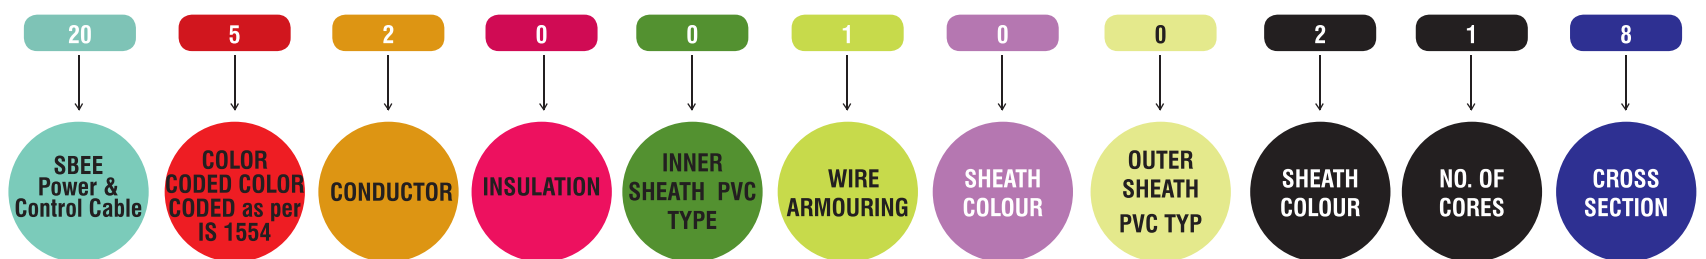 20 5 2 0 0 1 0 0 2 1 8
SBEE
Power &
Control Cable
COLOR
CODED COLOR
CODED as per
IS 1554
CONDUCTOR
INSULATION
INNER
SHEATH PVC
TYPE
WIRE
ARMOURING
SHEATH
COLOUR
OUTER
SHEATH
PVC TYP
SHEATH
COLOUR
NO. OF
CORES
CROSS
SECTION